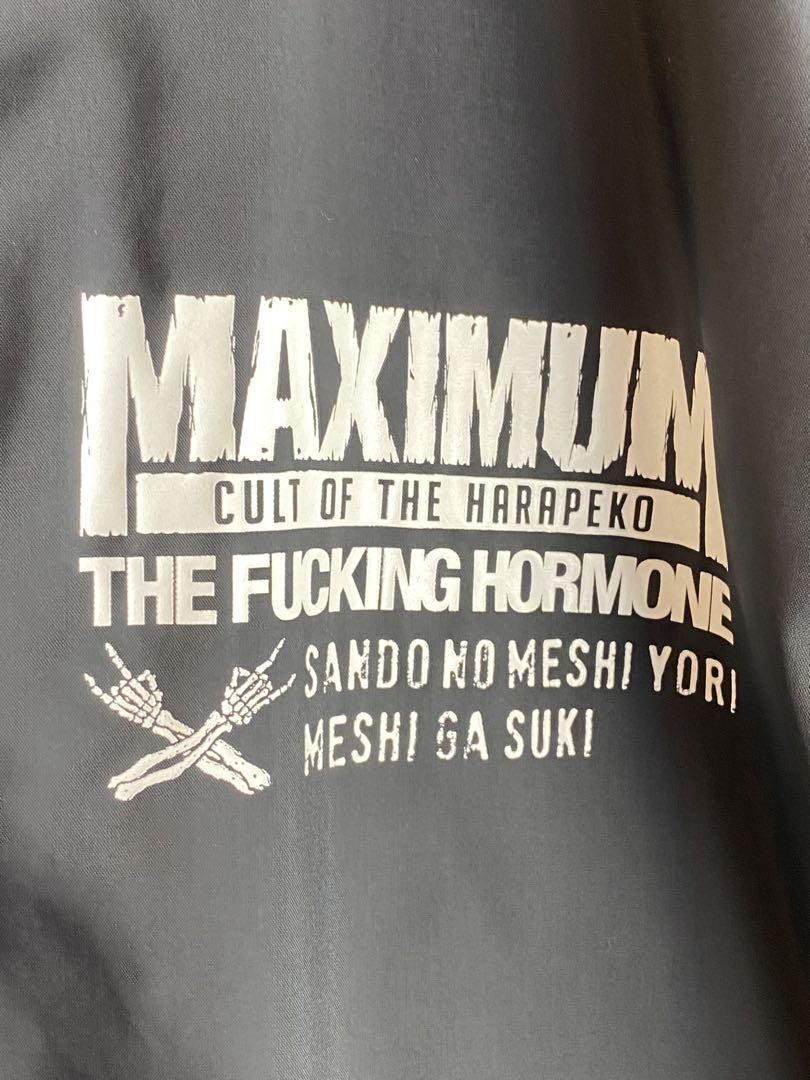 MAXIMUM
CULT OF THE HARAPEKO
THE FUCKING HORMONE
SANDO NO MESHI YORI
MESHI GA SUKI